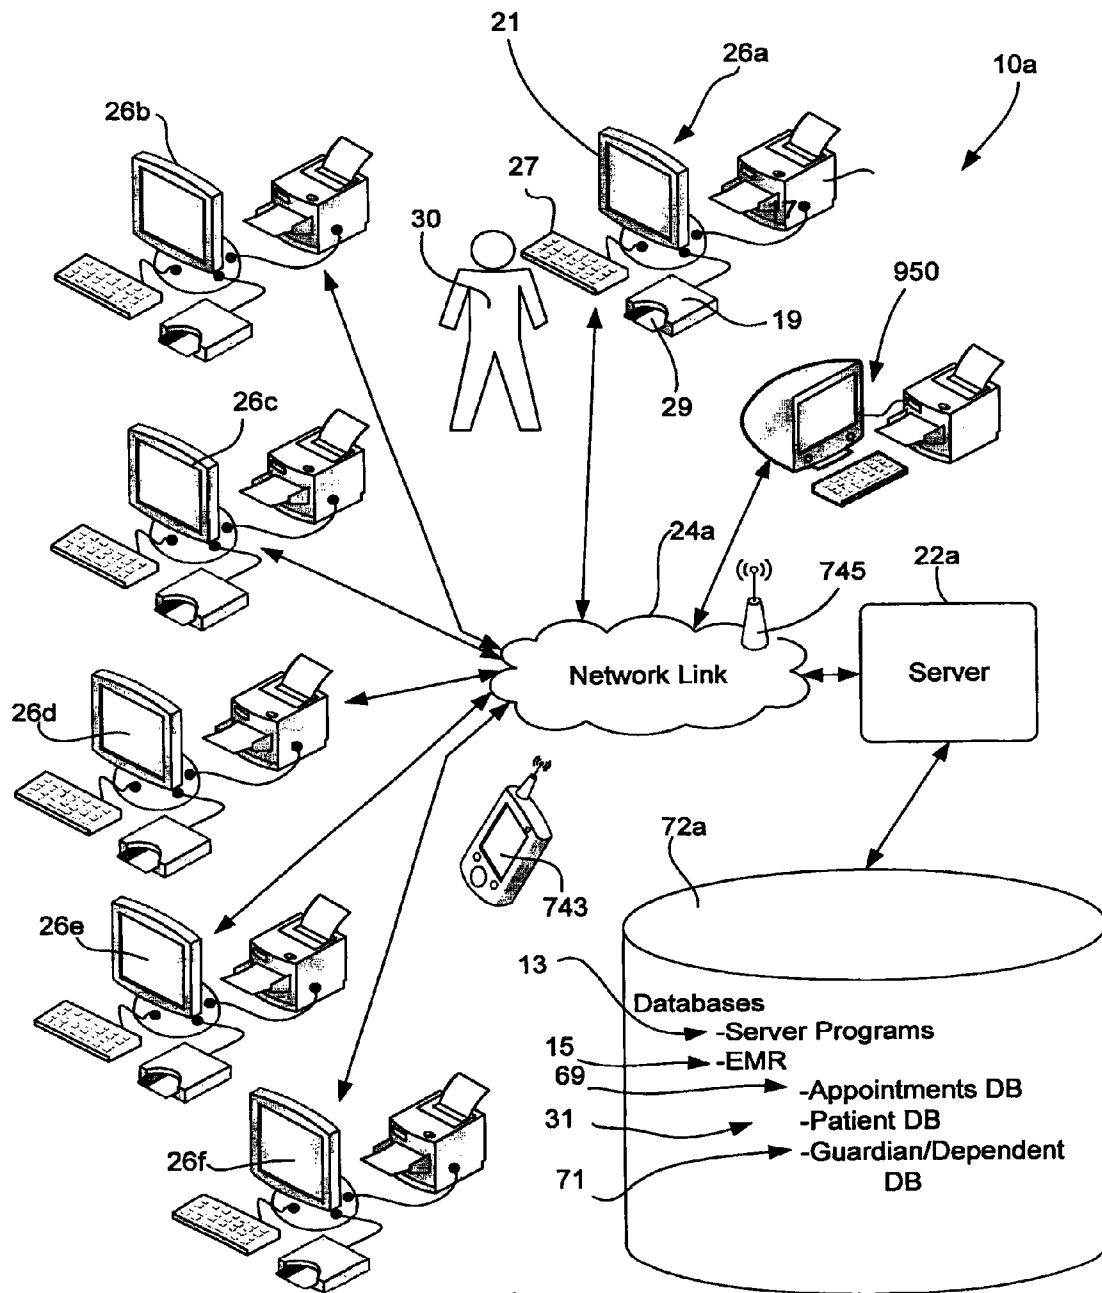 21
26a
10a
26b
27
30
17
950
19
29
26c
24a
22a
745
Network Link
Server
26d
72a
743
26e
13
Databases
-Server Programs
15
-EMR
69
-Appointments DB
31
-Patient DB
26f
71
-Guardian/Dependent
DB